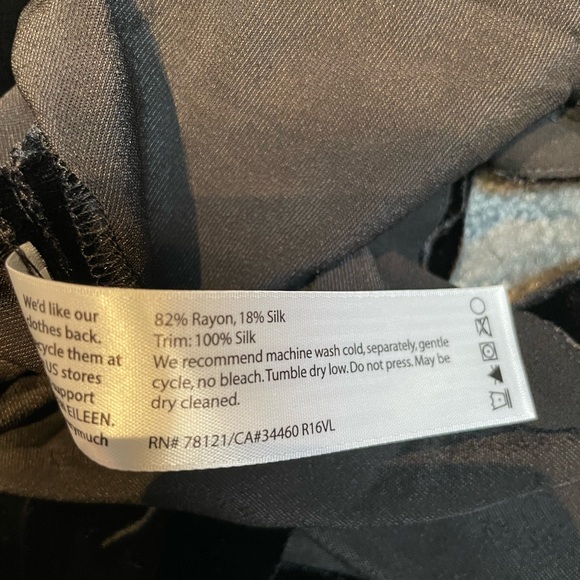 We'd like our
clothes back.
cycle them at
US stores
support
EILEEN.
much
82% Rayon, 18% Silk
Trim: 100% Silk
We recommend machine wash cold, separately, gentle
cycle, no bleach. Tumble dry low. Do not press. May be
dry cleaned.
RN# 78121/CA#34460 R16VL